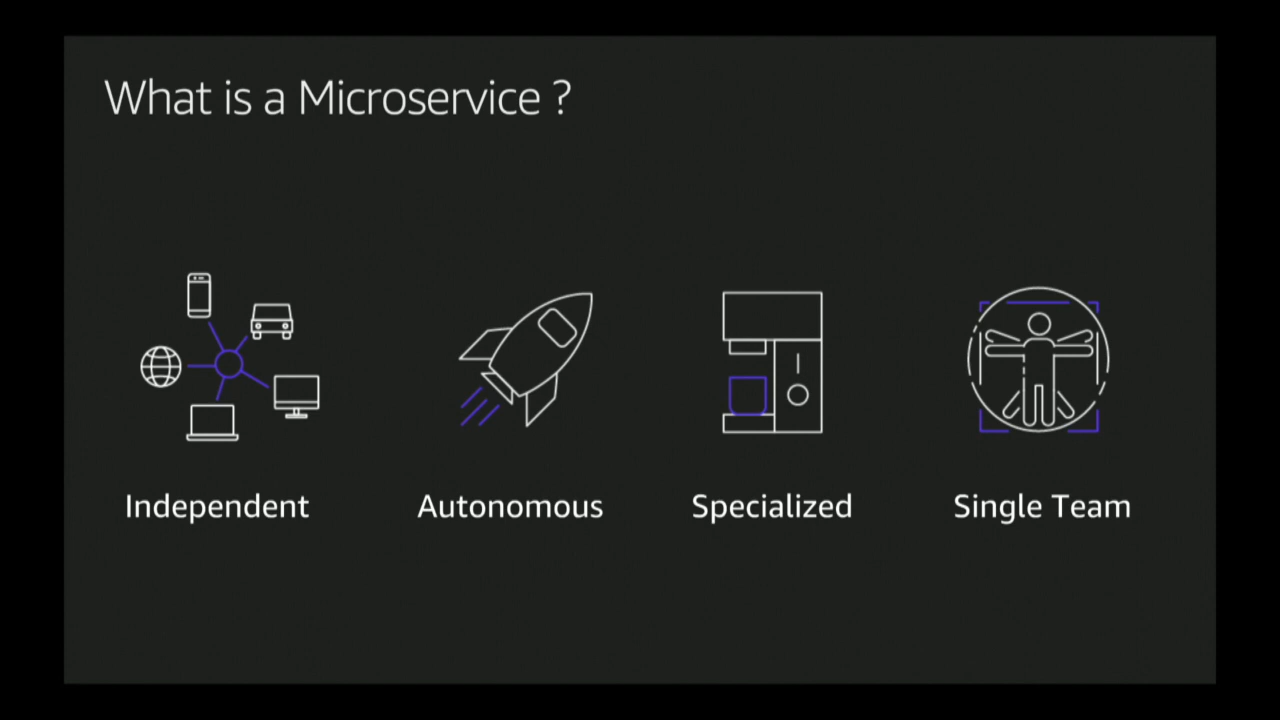 What is a Microservice ?
Independent
Autonomous
Specialized
Single Team